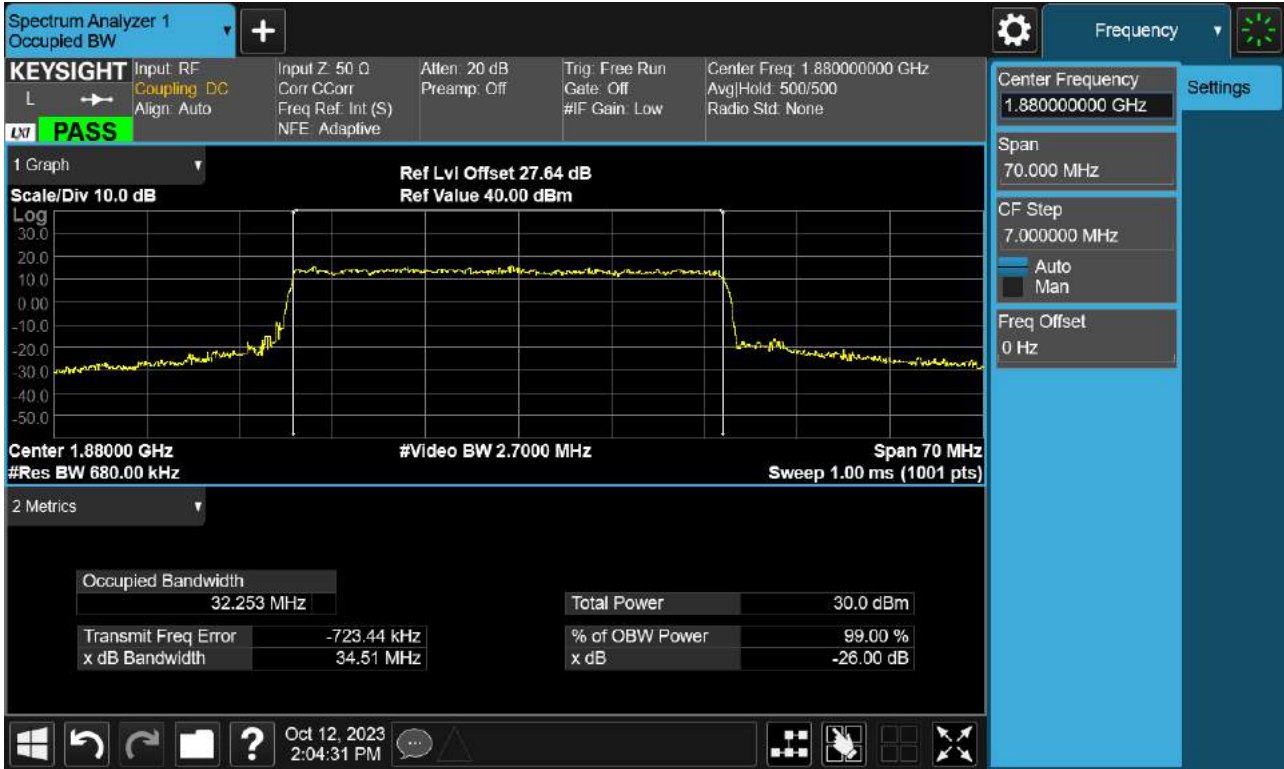 Spectrum Analyzer 1
Occupied BW
Frequency
KEYSIGHT
L
LXI
PASS
Input: RF
Coupling: DC
Align: Auto
Input Z: 50 Ω
Corr CCorr
Freq Ref: Int (S)
NFE: Adaptive
Atten: 20 dB
Preamp: Off
Trig: Free Run
Gate: Off
#IF Gain: Low
Center Freq: 1.880000000 GHz
Avg|Hold: 500/500
Radio Std: None
Center Frequency
1.880000000 GHz
Settings
Span
70.000 MHz
CF Step
7.000000 MHz
Auto
Man
Freq Offset
0 Hz
1 Graph
Scale/Div 10.0 dB
Ref Lvl Offset 27.64 dB
Ref Value 40.00 dBm
Log
30.0
20.0
10.0
0.00
-10.0
-20.0
-30.0
-40.0
-50.0
Center 1.88000 GHz
#Video BW 2.7000 MHz
Span 70 MHz
#Res BW 680.00 kHz
Sweep 1.00 ms (1001 pts)
2 Metrics
Occupied Bandwidth
32.253 MHz
Total Power 30.0 dBm
Transmit Freq Error -723.44 kHz
% of OBW Power 99.00 %
x dB Bandwidth 34.51 MHz
x dB -26.00 dB
?
Oct 12, 2023
2:04:31 PM